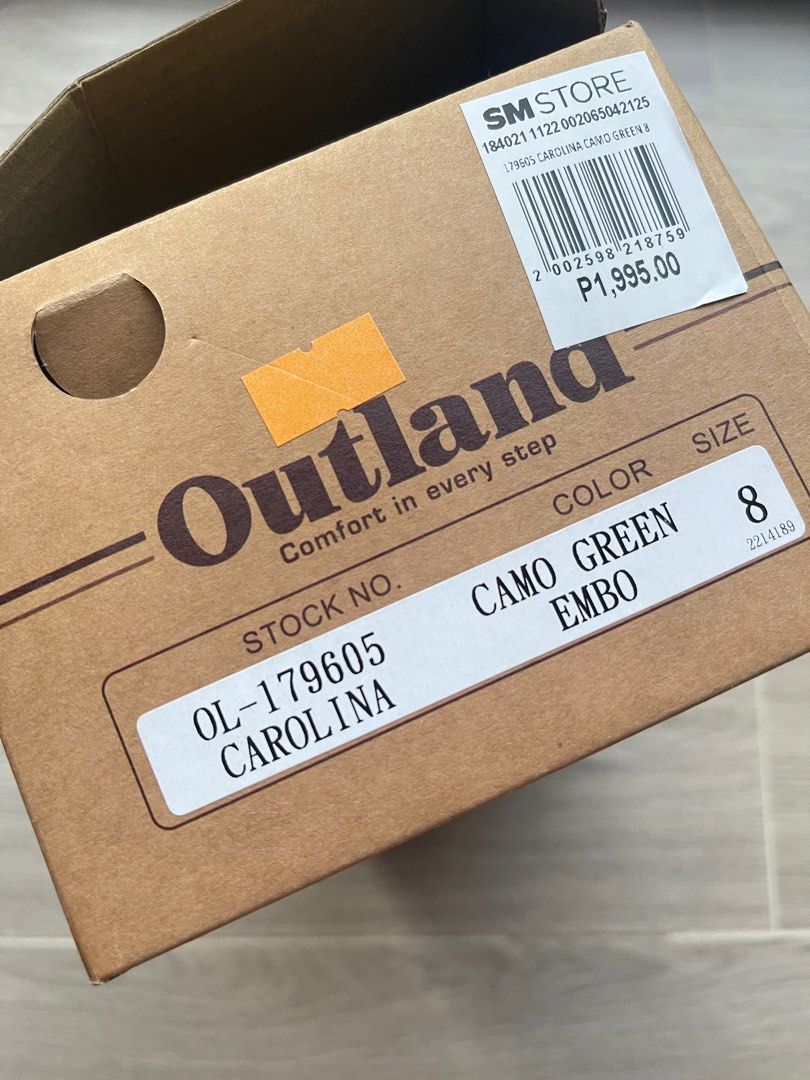 SM STORE
184021 1122 002065042125
179605 CAROLINA CAMO GREEN 8
2 002598 218759
₱1,995.00
Outland
Comfort in every step
STOCK NO. COLOR SIZE
OL-179605 CAMO GREEN 8
CAROLINA EMBO 2214189